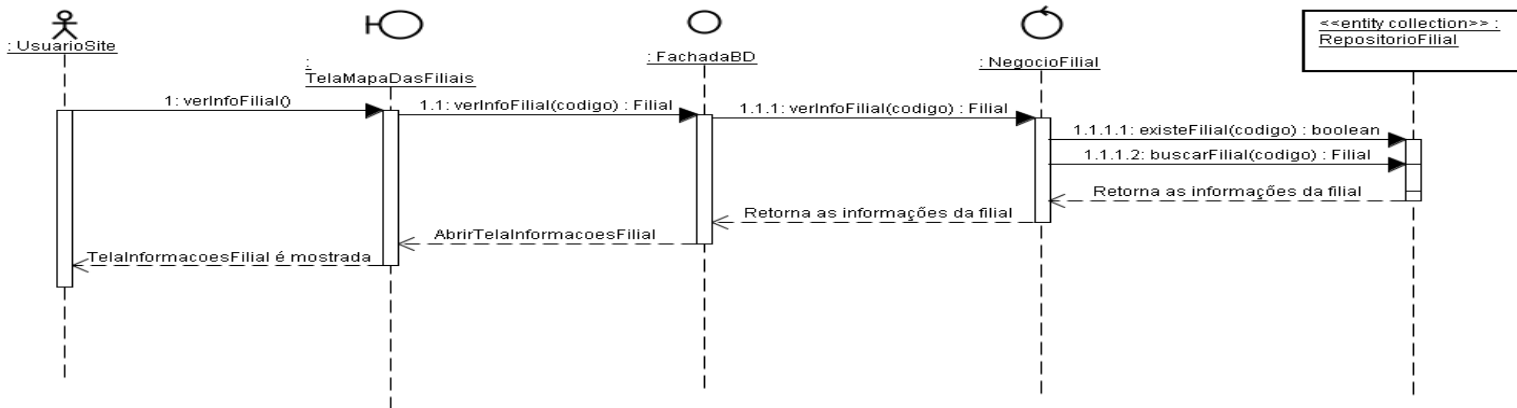 : UsuarioSite
:
TelaMapaDasFiliais
: FachadaBD
: NegocioFilial
<<entity collection>> :
RepositorioFilial
1: verInfoFilial()
1.1: verInfoFilial(codigo) : Filial
1.1.1: verInfoFilial(codigo) : Filial
1.1.1.1: existeFilial(codigo) : boolean
1.1.1.2: buscarFilial(codigo) : Filial
Retorna as informações da filial
Retorna as informações da filial
AbrirTelaInformacoesFilial
TelaInformacoesFilial é mostrada